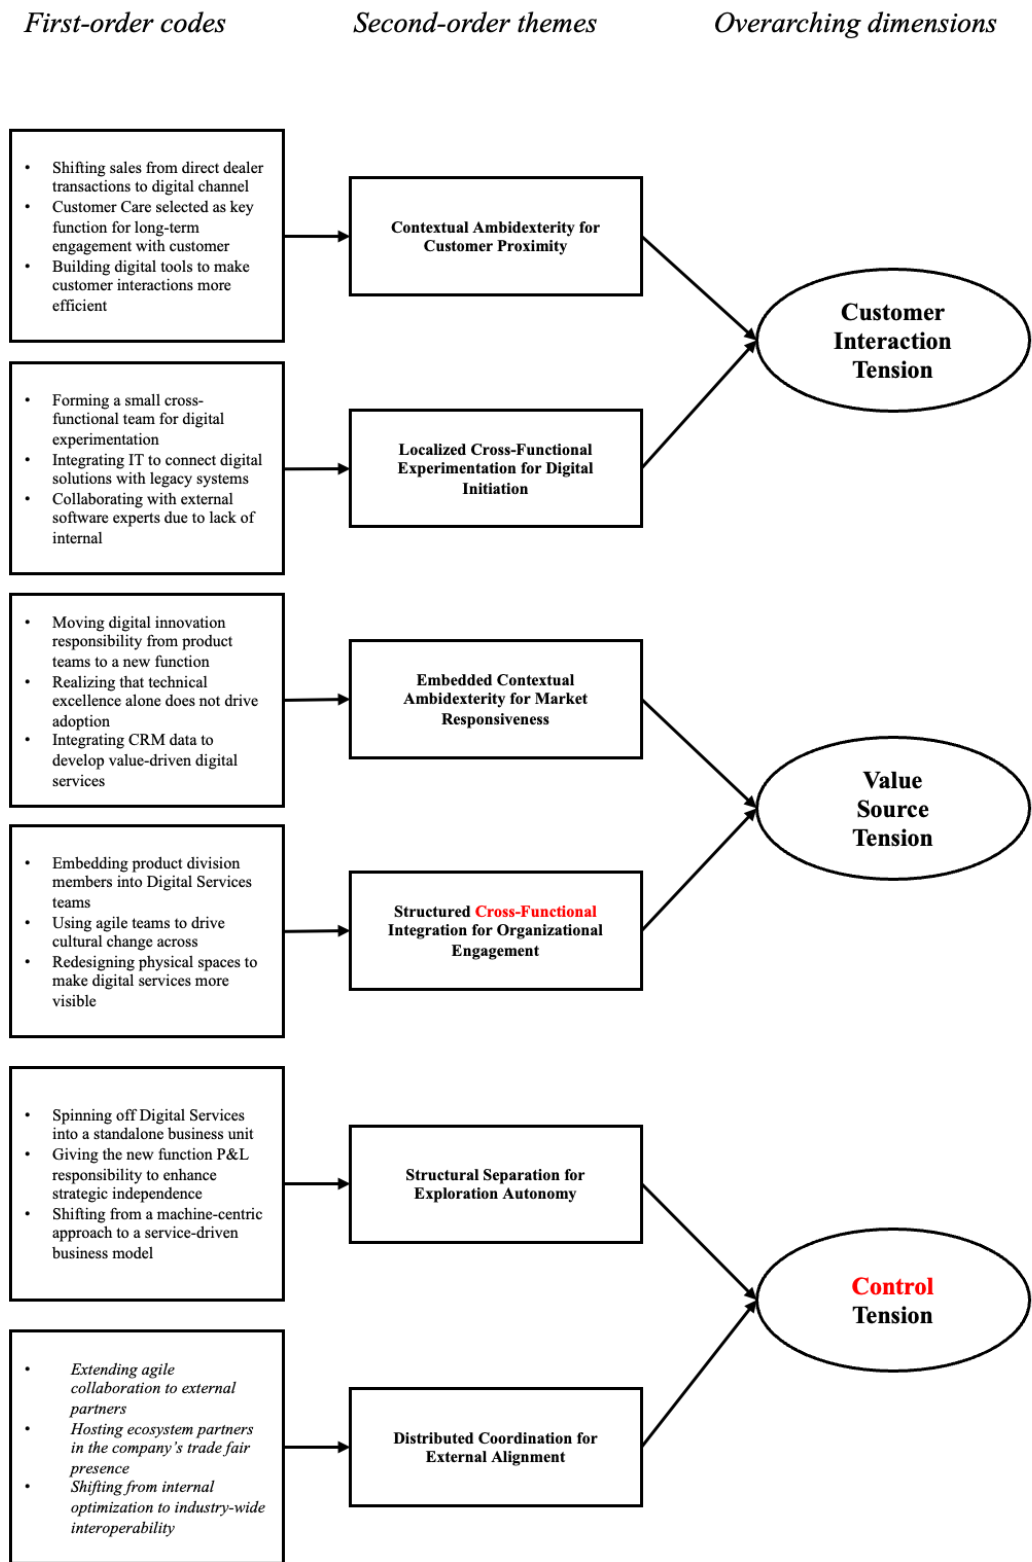 First-order codes
Second-order themes
Overarching dimensions
• Shifting sales from direct dealer
transactions to digital channel
• Customer Care selected as key
function for long-term
engagement with customer
• Building digital tools to make
customer interactions more
efficient
Contextual Ambidexterity for
Customer Proximity
Customer
Interaction
Tension
• Forming a small cross-
functional team for digital
experimentation
• Integrating IT to connect digital
solutions with legacy systems
• Collaborating with external
software experts due to lack of
internal
Localized Cross-Functional
Experimentation for Digital
Initiation
• Moving digital innovation
responsibility from product
teams to a new function
• Realizing that technical
excellence alone does not drive
adoption
• Integrating CRM data to
develop value-driven digital
services
Embedded Contextual
Ambidexterity for Market
Responsiveness
Value
Source
Tension
• Embedding product division
members into Digital Services
teams
• Using agile teams to drive
cultural change across
• Redesigning physical spaces to
make digital services more
visible
Structured Cross-Functional
Integration for Organizational
Engagement
• Spinning off Digital Services
into a standalone business unit
• Giving the new function P&L
responsibility to enhance
strategic independence
• Shifting from a machine-centric
approach to a service-driven
business model
Structural Separation for
Exploration Autonomy
Control
Tension
• Extending agile
collaboration to external
partners
• Hosting ecosystem partners
in the company's trade fair
presence
• Shifting from internal
optimization to industry-wide
interoperability
Distributed Coordination for
External Alignment